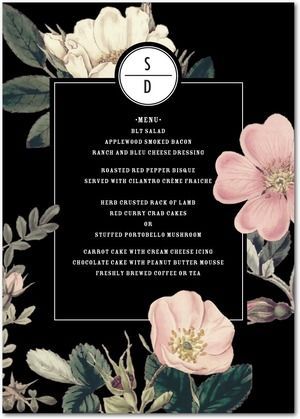 S
D
·MENU·
BLT SALAD
APPLEWOOD SMOKED BACON
RANCH AND BLEU CHEESE DRESSING
ROASTED RED PEPPER BISQUE
SERVED WITH CILANTRO CRÈME FRAICHE
HERB CRUSTED RACK OF LAMB
RED CURRY CRAB CAKES
OR
STUFFED PORTOBELLO MUSHROOM
CARROT CAKE WITH CREAM CHEESE ICING
CHOCOLATE CAKE WITH PEANUT BUTTER MOUSSE
FRESHLY BREWED COFFEE OR TEA